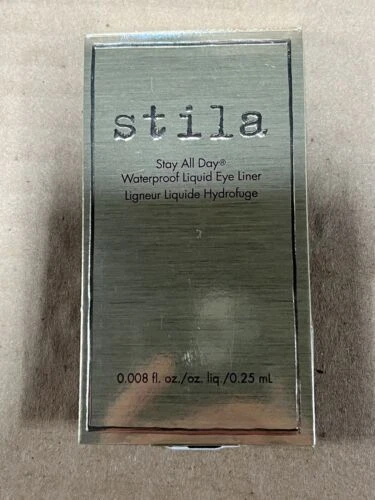 stila
Stay All Day®
Waterproof Liquid Eye Liner
Ligneur Liquide Hydrofuge
0.008 fl. oz./oz. liq./0.25 mL